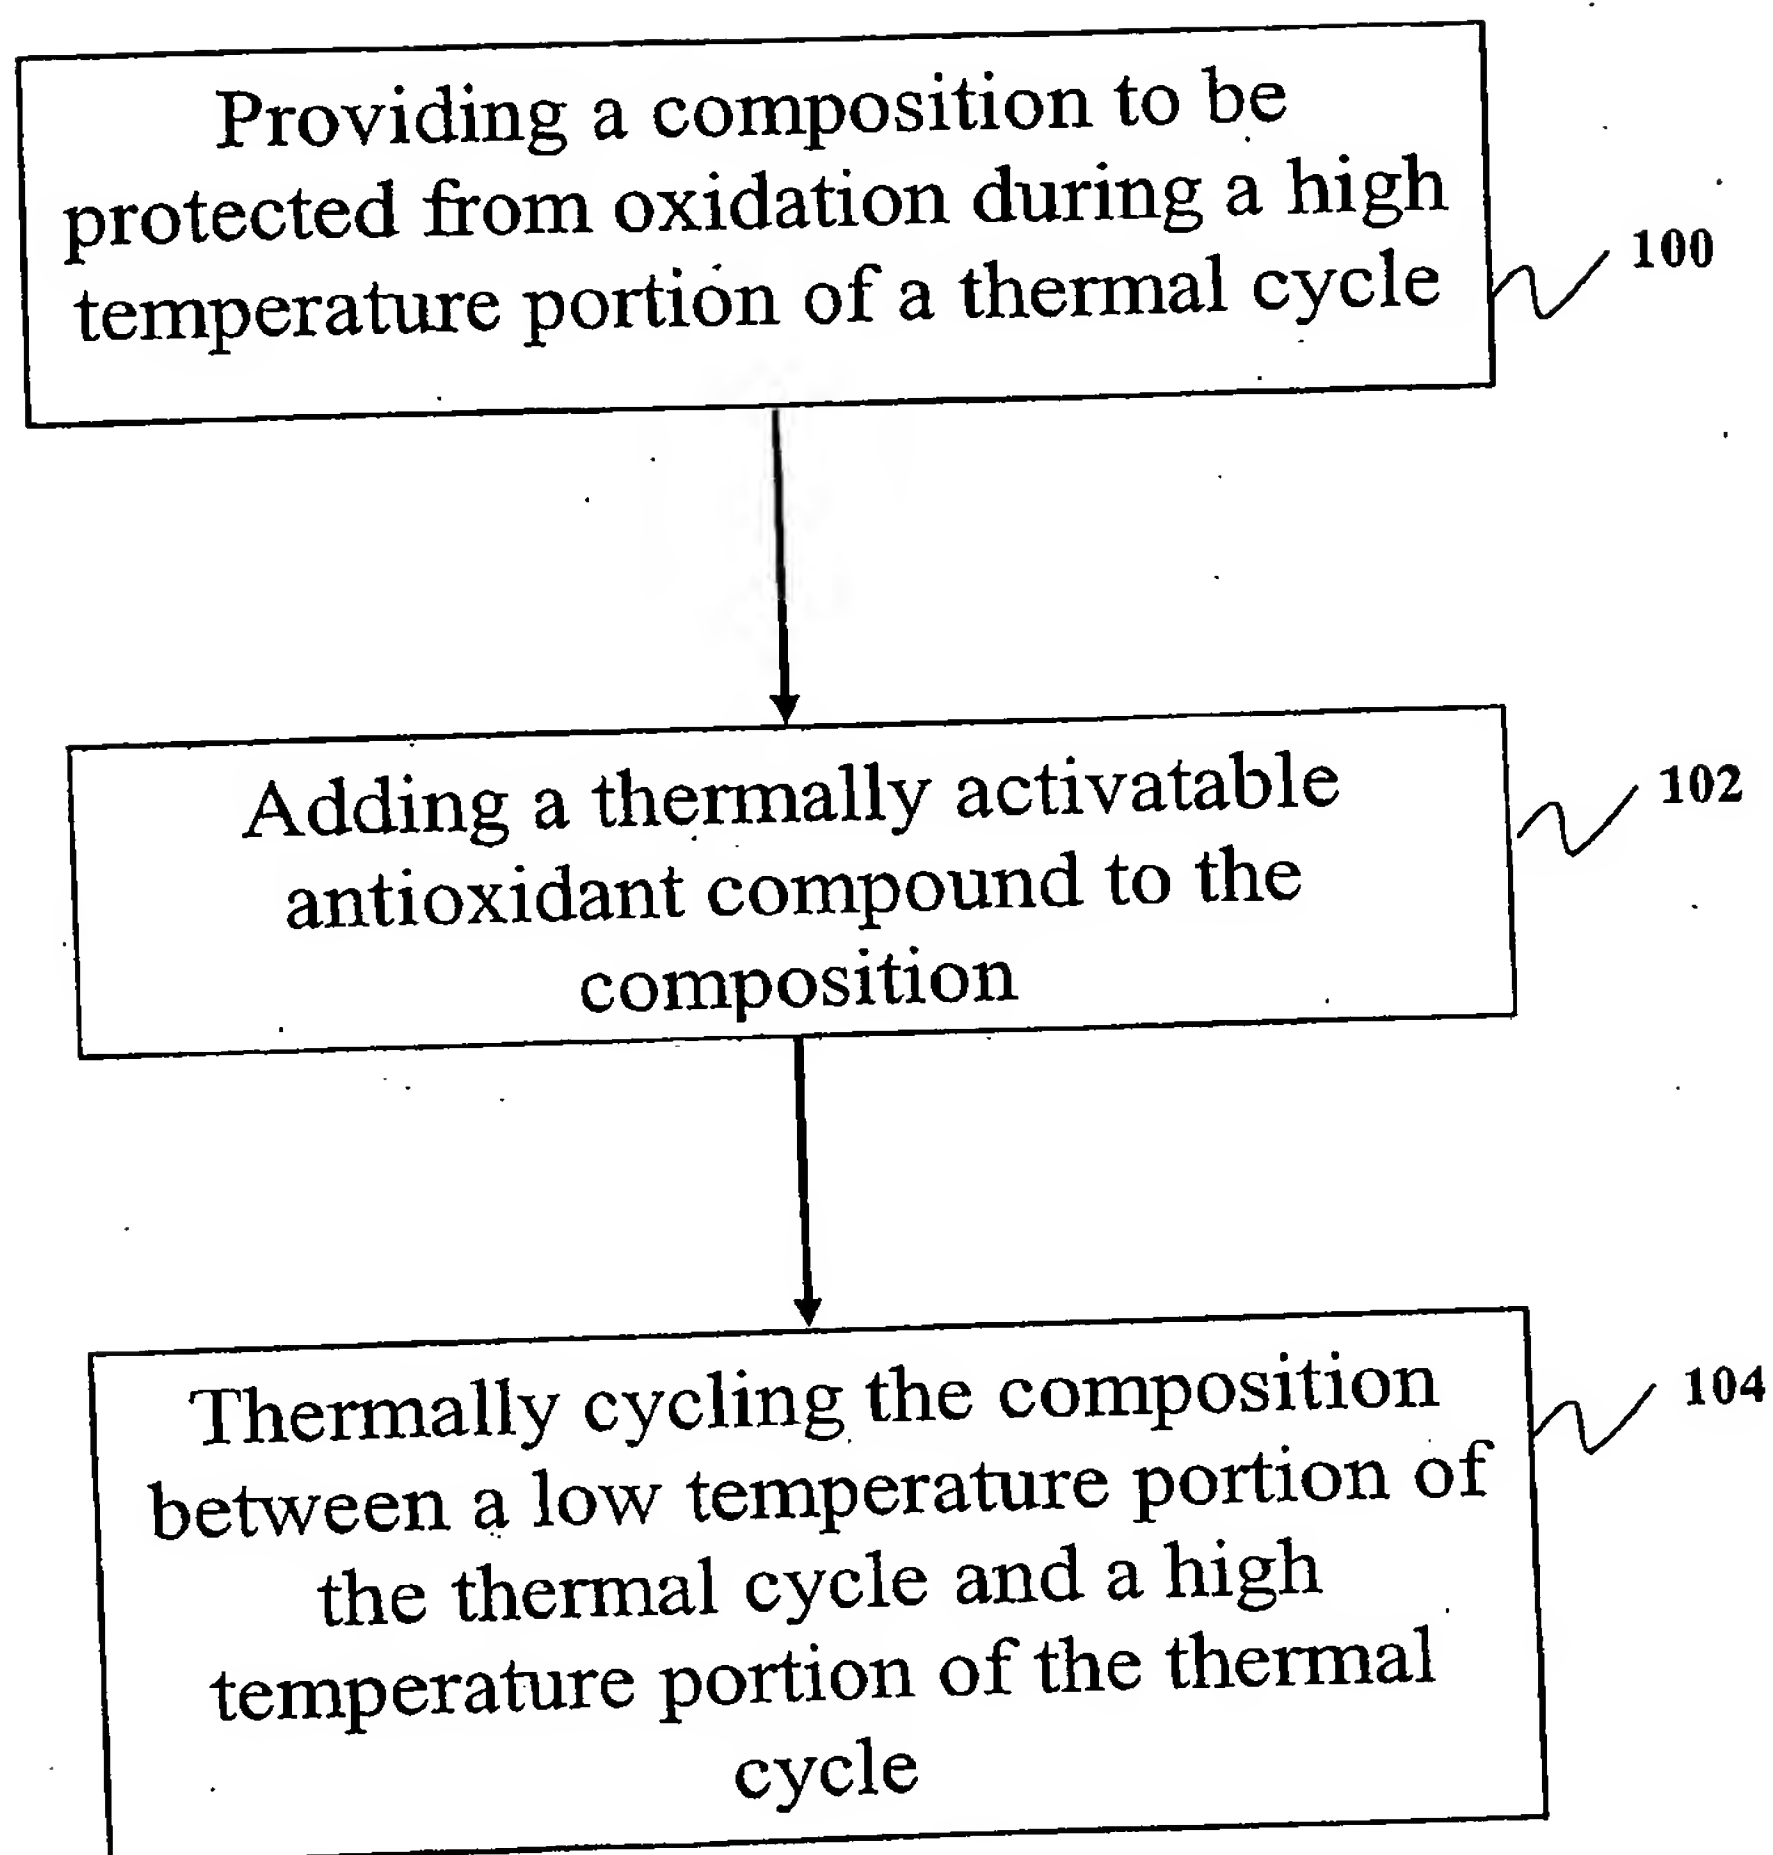 Providing a composition to be
protected from oxidation during a high
temperature portion of a thermal cycle
100
Adding a thermally activatable
antioxidant compound to the
composition
102
Thermally cycling the composition
between a low temperature portion of
the thermal cycle and a high
temperature portion of the thermal
cycle
104